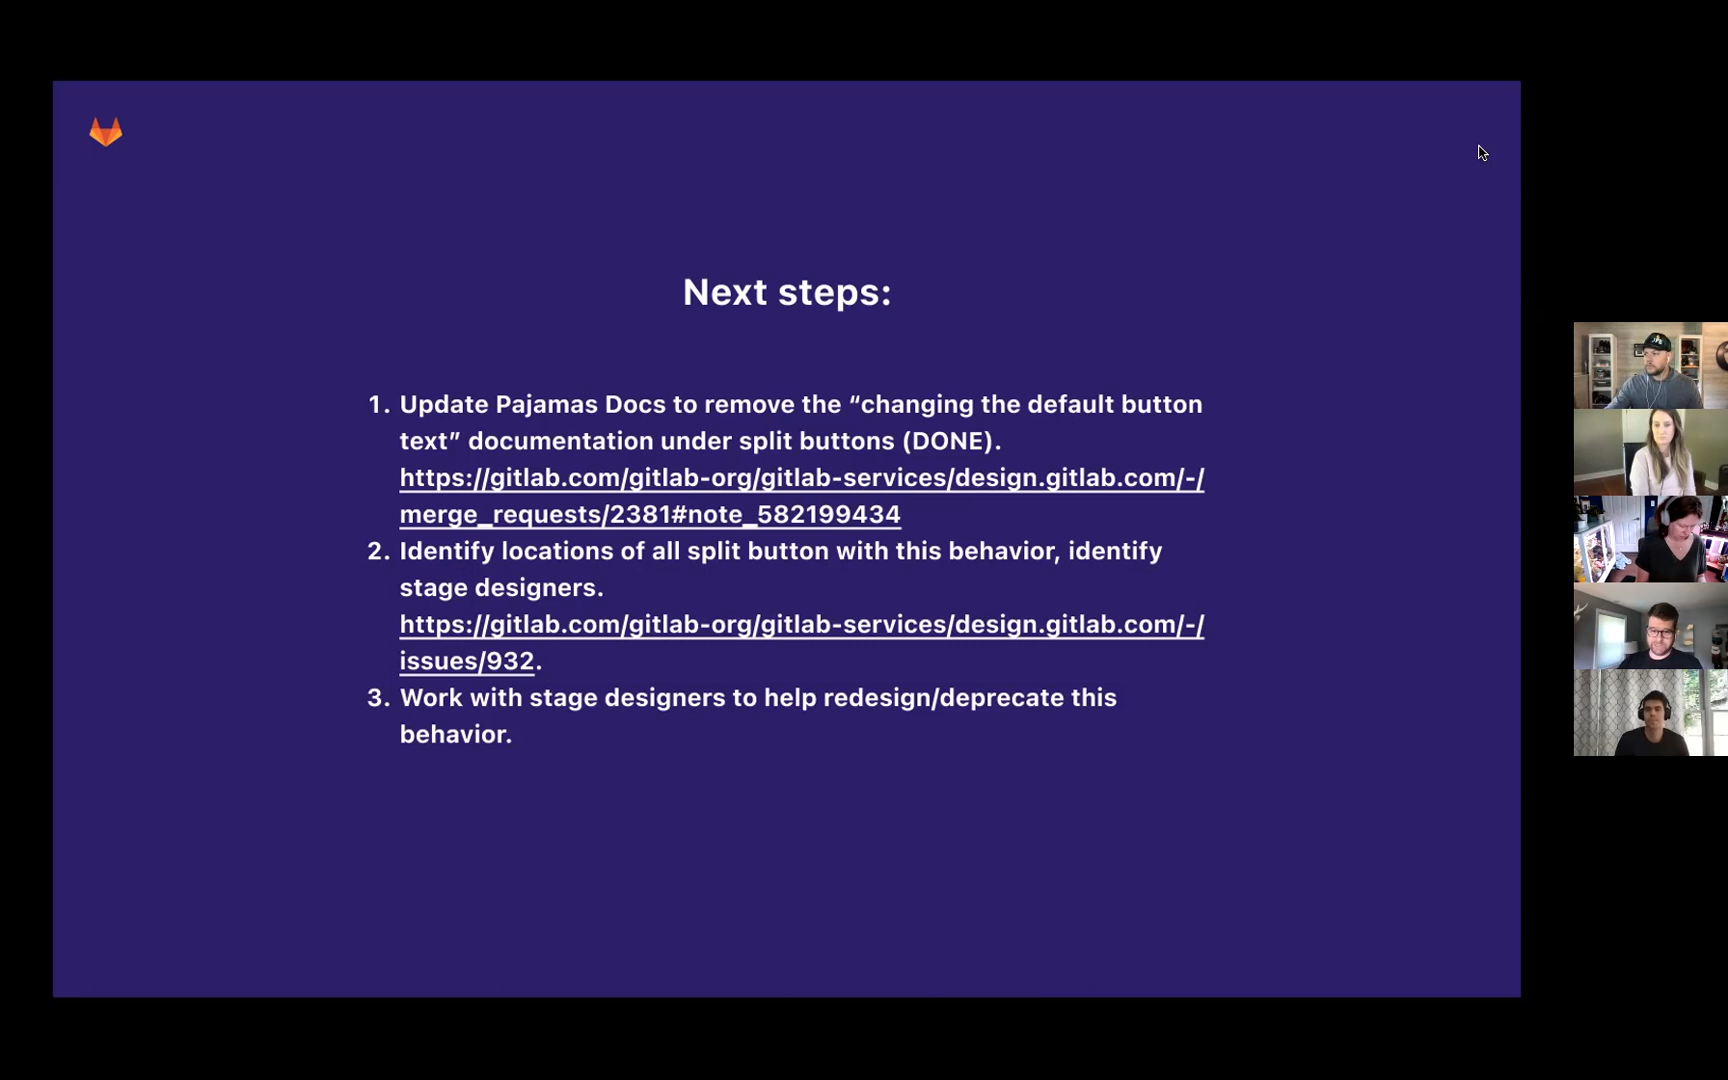 Next steps:
1. Update Pajamas Docs to remove the “changing the default button
text” documentation under split buttons (DONE).
https://gitlab.com/gitlab-org/gitlab-services/design.gitlab.com/-/
merge_requests/2381#note_582199434
2. Identify locations of all split button with this behavior, identify
stage designers.
https://gitlab.com/gitlab-org/gitlab-services/design.gitlab.com/-/
issues/932.
3. Work with stage designers to help redesign/deprecate this
behavior.